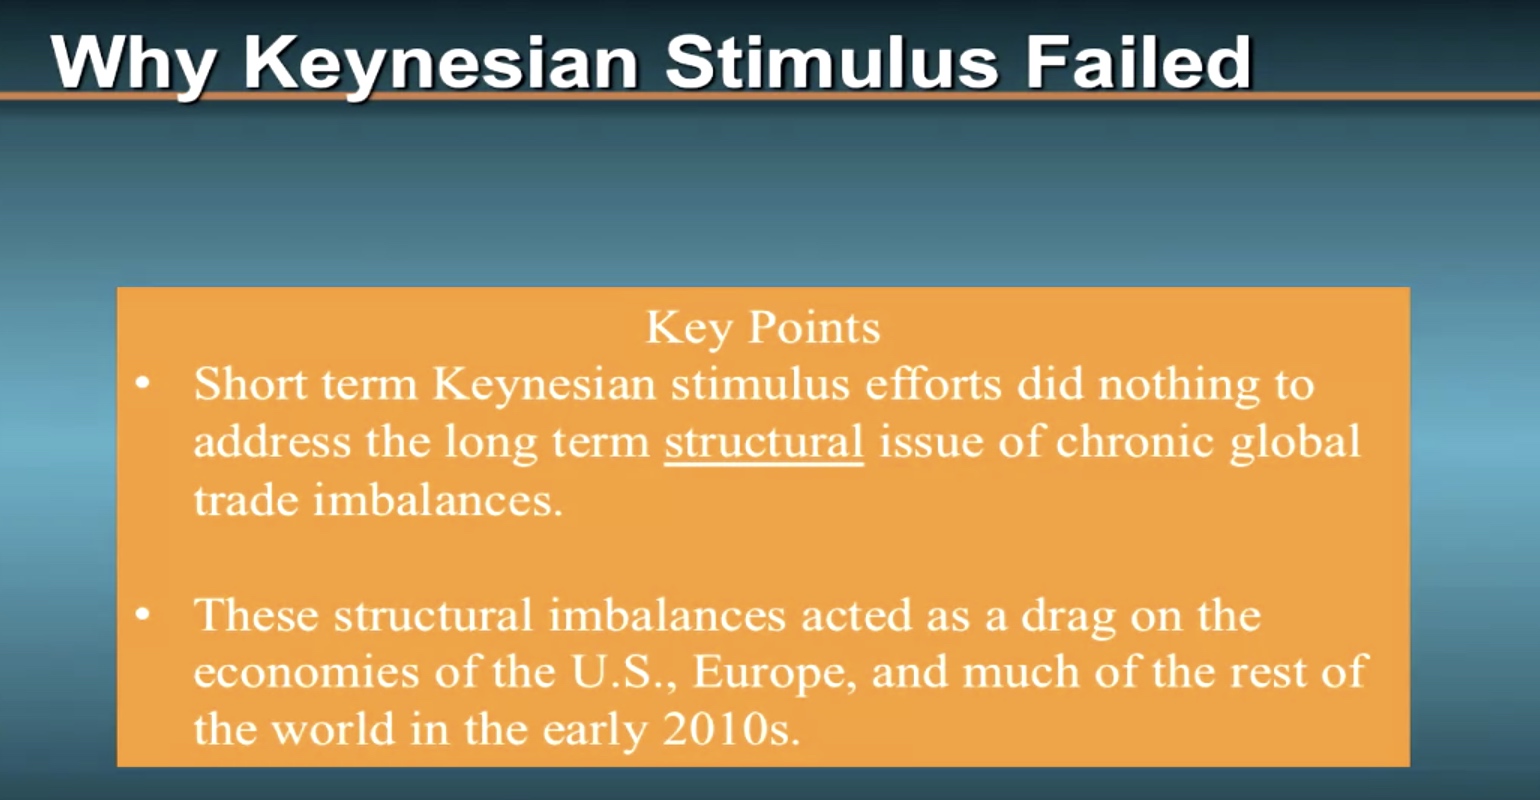 Why Keynesian Stimulus Failed
Key Points
• Short term Keynesian stimulus efforts did nothing to
address the long term structural issue of chronic global
trade imbalances.
• These structural imbalances acted as a drag on the
economies of the U.S., Europe, and much of the rest of
the world in the early 2010s.